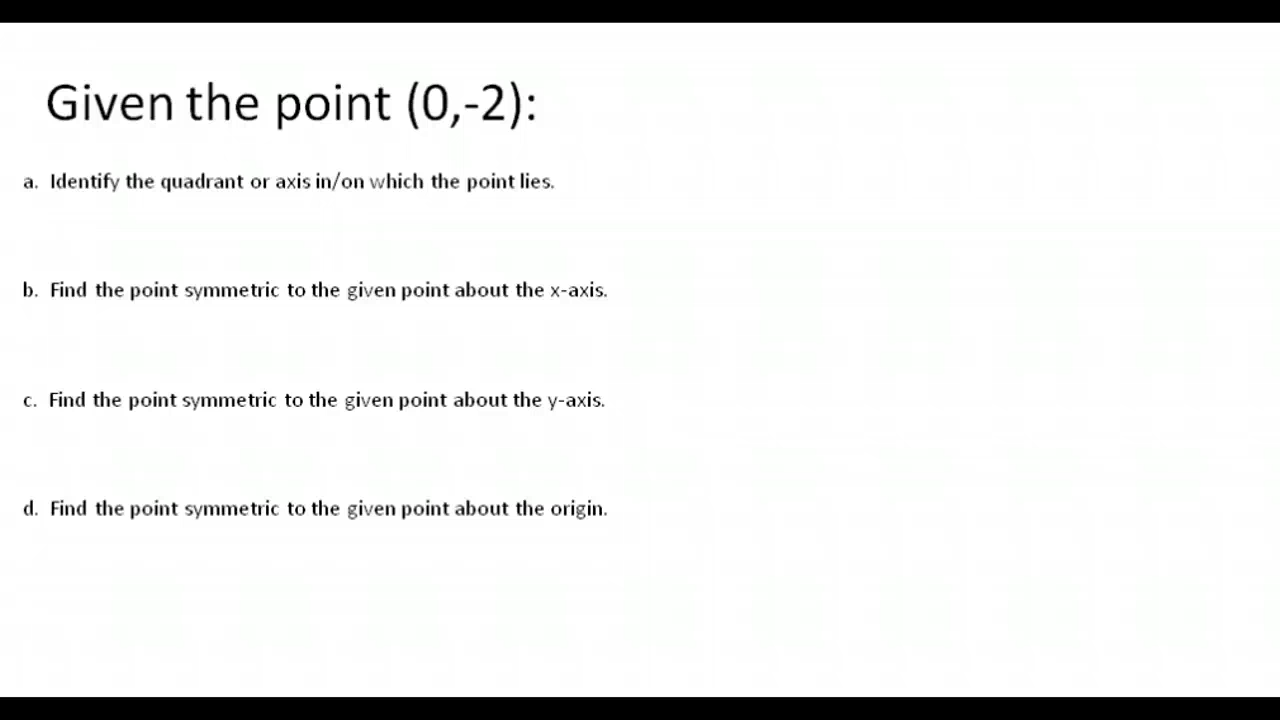 Given the point (0,-2):
a. Identify the quadrant or axis in/on which the point lies.
b. Find the point symmetric to the given point about the x-axis.
c. Find the point symmetric to the given point about the y-axis.
d. Find the point symmetric to the given point about the origin.